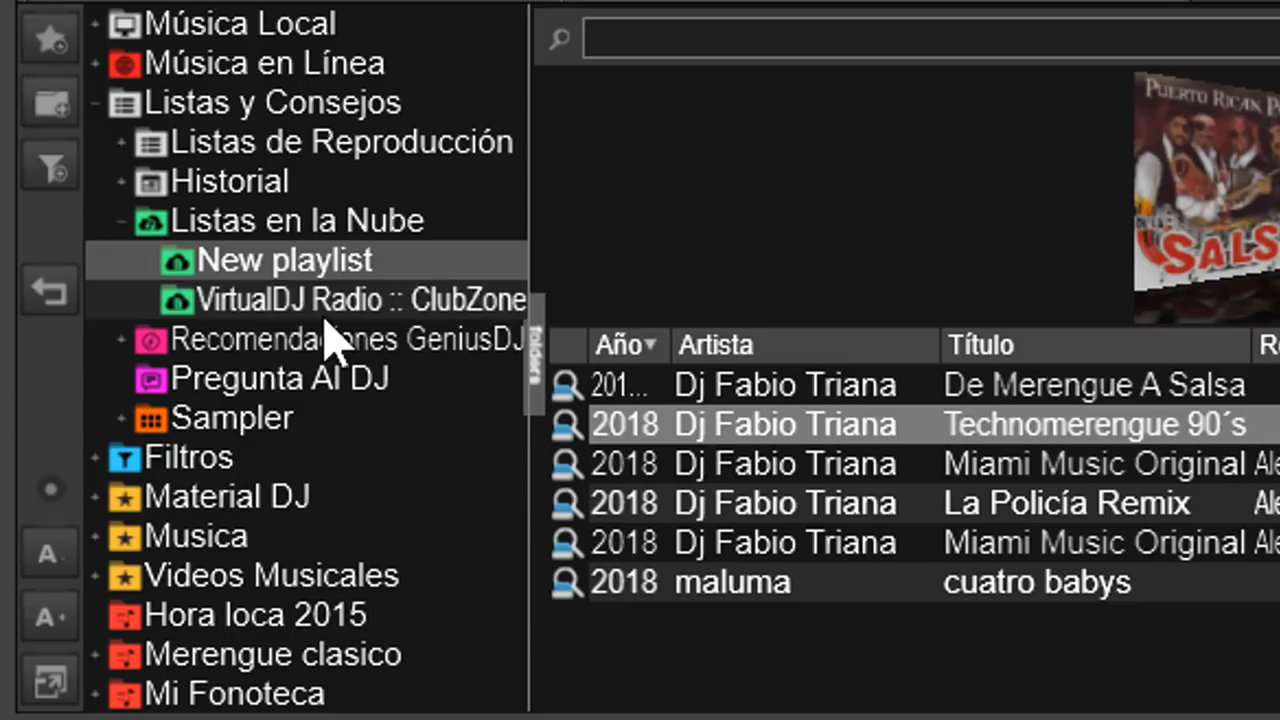 Música Local
Música en Línea
Listas y Consejos
Listas de Reproducción
Historial
Listas en la Nube
New playlist
VirtualDJ Radio :: ClubZone
GeniusDJ
Pregunta Al DJ
Sampler
Filtros
Material DJ
Musica
Videos Musicales
Hora loca 2015
Merengue clasico
Mi Fonoteca
A
A+
folders
PUERTO RICAN
SALS
Año Artista Título
201... Dj Fabio Triana De Merengue A Salsa
2018 Dj Fabio Triana Technomerengue 90´s
2018 Dj Fabio Triana Miami Music Original
2018 Dj Fabio Triana La Policía Remix
2018 Dj Fabio Triana Miami Music Original
2018 maluma cuatro babys